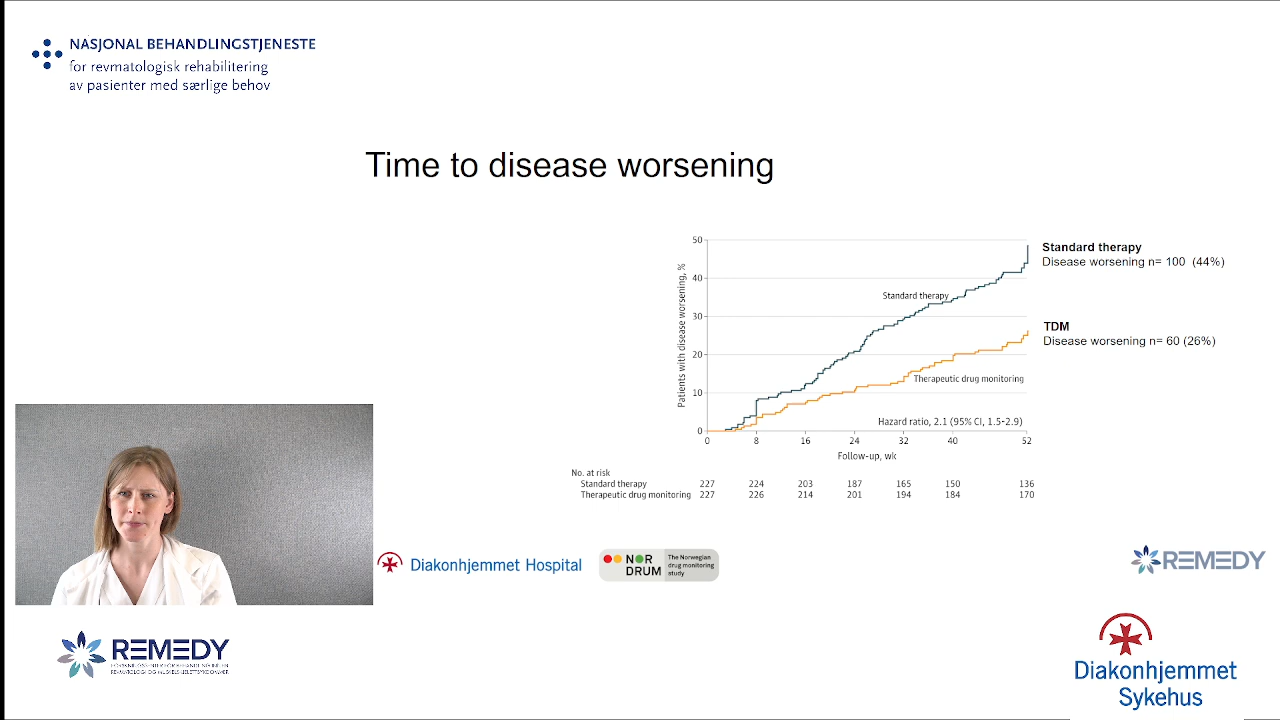 NASJONAL BEHANDLINGSTJENESTE
for revmatologisk rehabilitering
av pasienter med særlige behov
Time to disease worsening
Patients with disease worsening, %
50
40
30
20
10
0
Standard therapy
Therapeutic drug monitoring
Hazard ratio, 2.1 (95% CI, 1.5-2.9)
0 8 16 24 32 40 52
Follow-up, wk
Standard therapy
Disease worsening n= 100 (44%)
TDM
Disease worsening n= 60 (26%)
No. at risk
Standard therapy 227 224 203 187 165 150 136
Therapeutic drug monitoring 227 226 214 201 194 184 170
Diakonhjemmet Hospital
NOR
DRUM
The Norwegian
drug monitoring
study
REMEDY
REMEDY
Diakonhjemmet
Sykehus